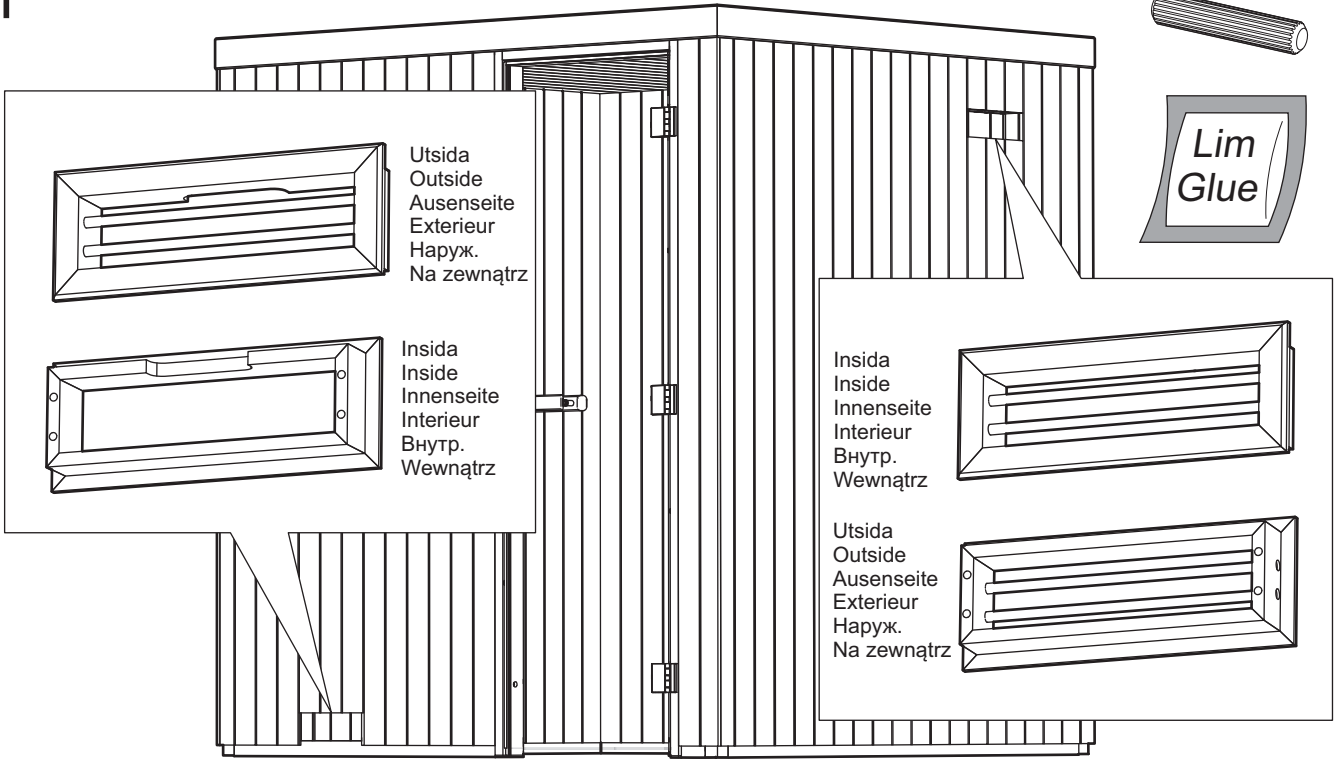 Lim
Glue
Utsida
Outside
Ausenseite
Exterieur
Наруж.
Na zewnątrz
Insida
Inside
Innenseite
Interieur
Внутр.
Wewnątrz
Insida
Inside
Innenseite
Interieur
Внутр.
Wewnątrz
Utsida
Outside
Ausenseite
Exterieur
Наруж.
Na zewnątrz